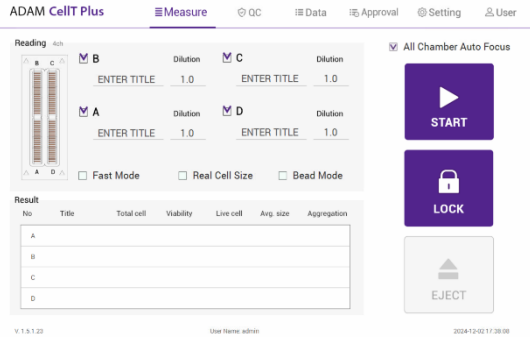 ADAM CellT Plus
Measure QC Data Approval Setting User
Reading 4ch
All Chamber Auto Focus
B C
A D
B Dilution
ENTER TITLE 1.0
C Dilution
ENTER TITLE 1.0
A Dilution
ENTER TITLE 1.0
D Dilution
ENTER TITLE 1.0
Fast Mode Real Cell Size Bead Mode
START
LOCK
EJECT
Result
No Title Total cell Viability Live cell Avg. size Aggregation
A
B
C
D
V. 1.5.1.22 User Name: admin 2024-12-02 17:38:08